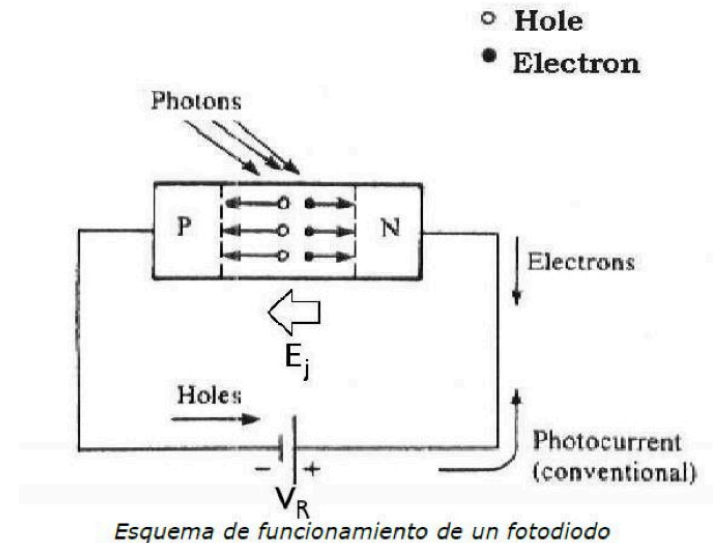 Hole
Electron
Photons
P
N
Electrons
Ej
Holes
Photocurrent
(conventional)
- +
VR
Esquema de funcionamiento de un fotodiodo